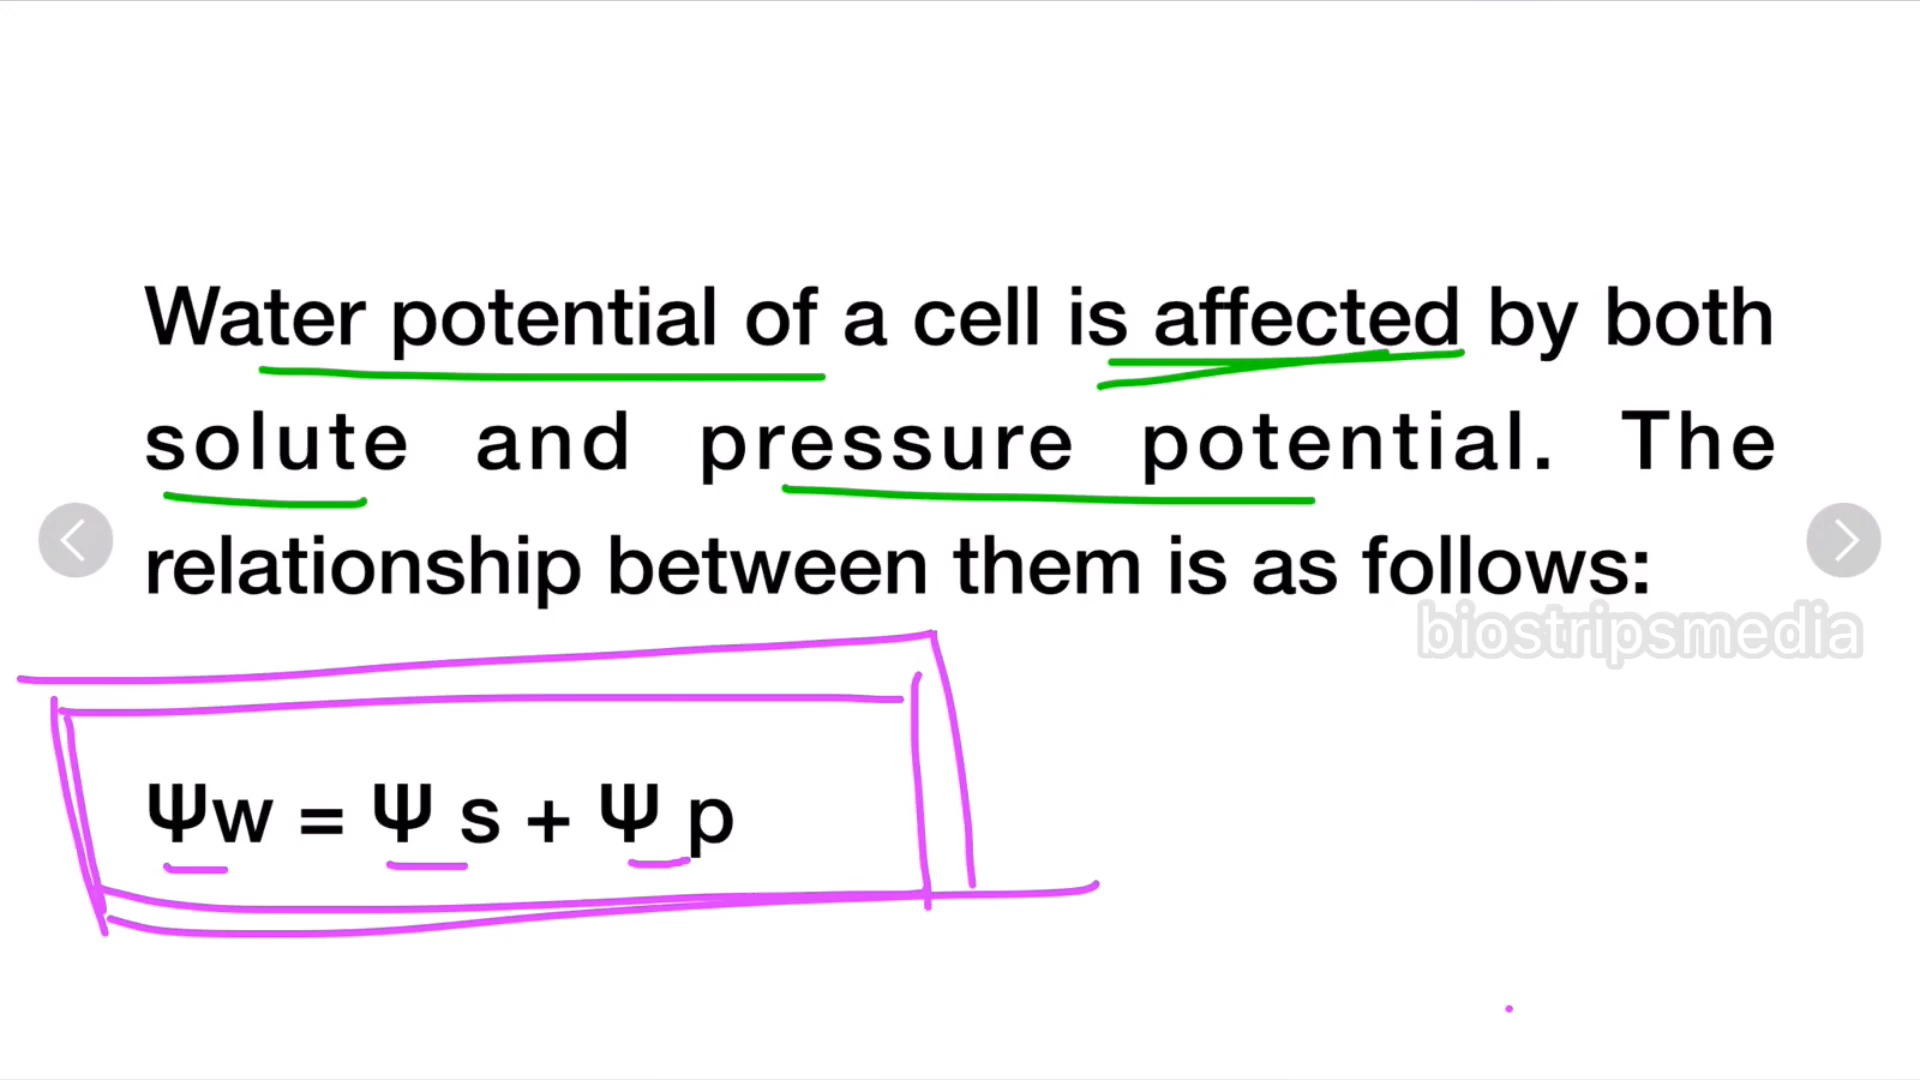 Water potential of a cell is affected by both
solute and pressure potential. The
relationship between them is as follows:
biostripsmedia
Ψw = Ψ s + Ψ p